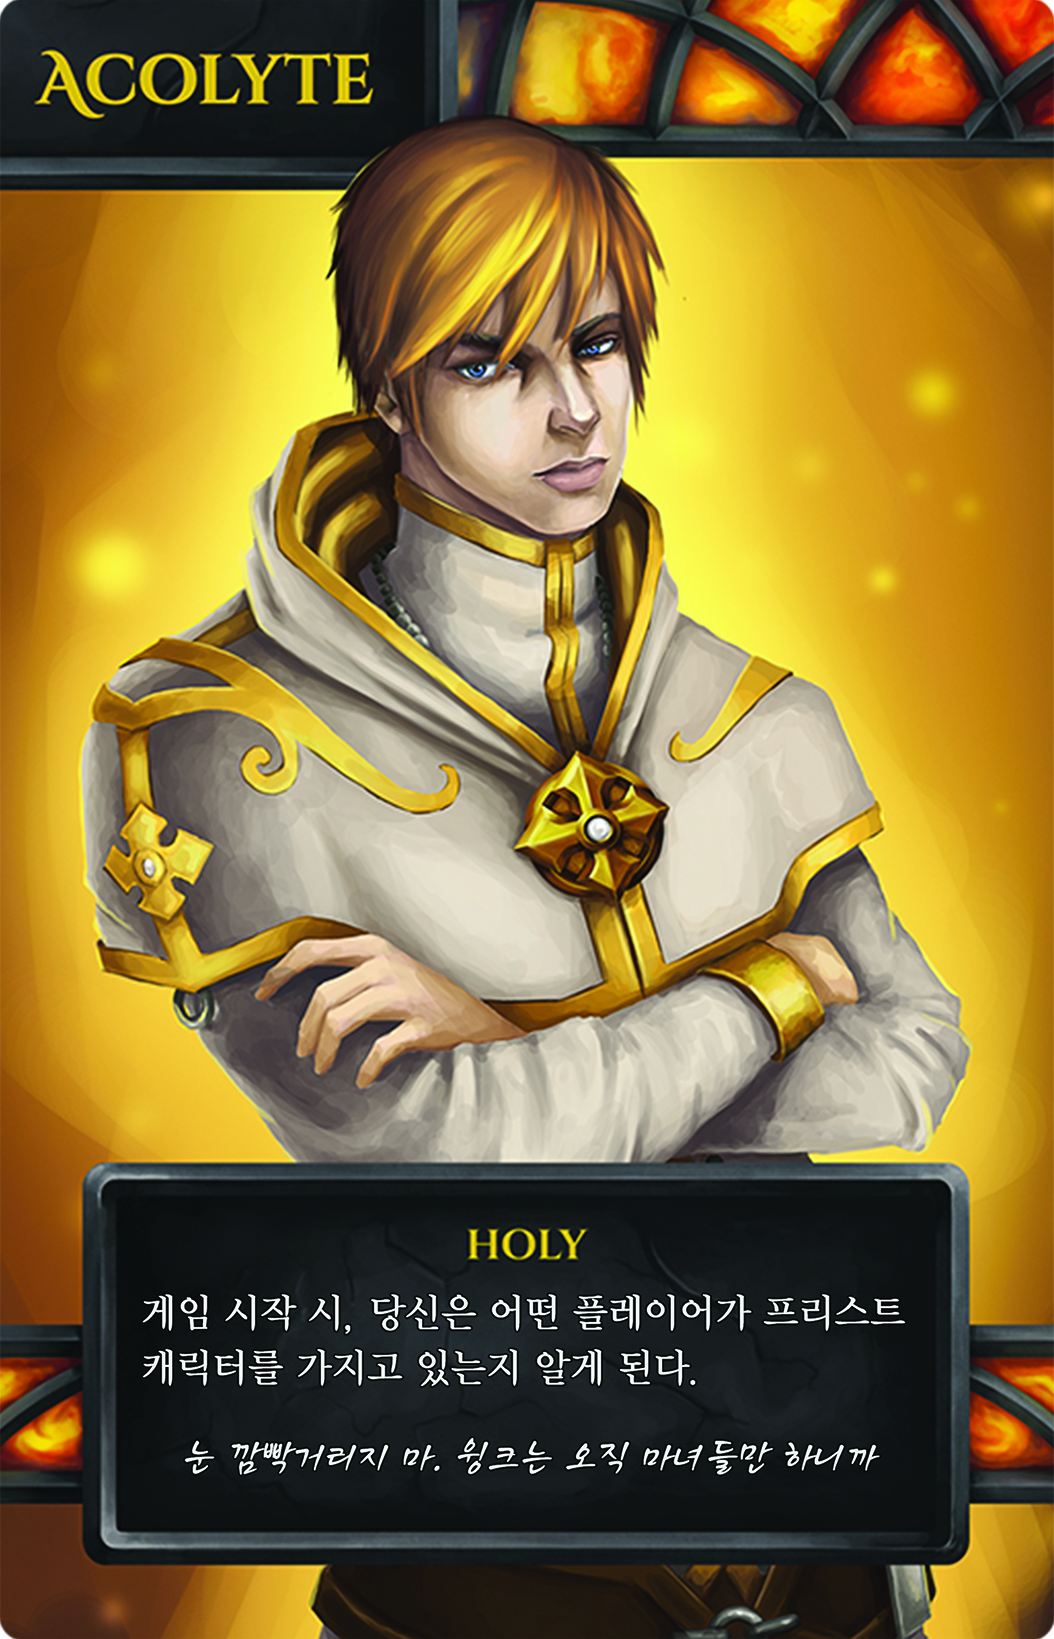 ACOLYTE
HOLY
게임 시작 시, 당신은 어떤 플레이어가 프리스트
캐릭터를 가지고 있는지 알게 된다.
눈 깜빡거리지 마. 윙크는 오직 마녀들만 하니까